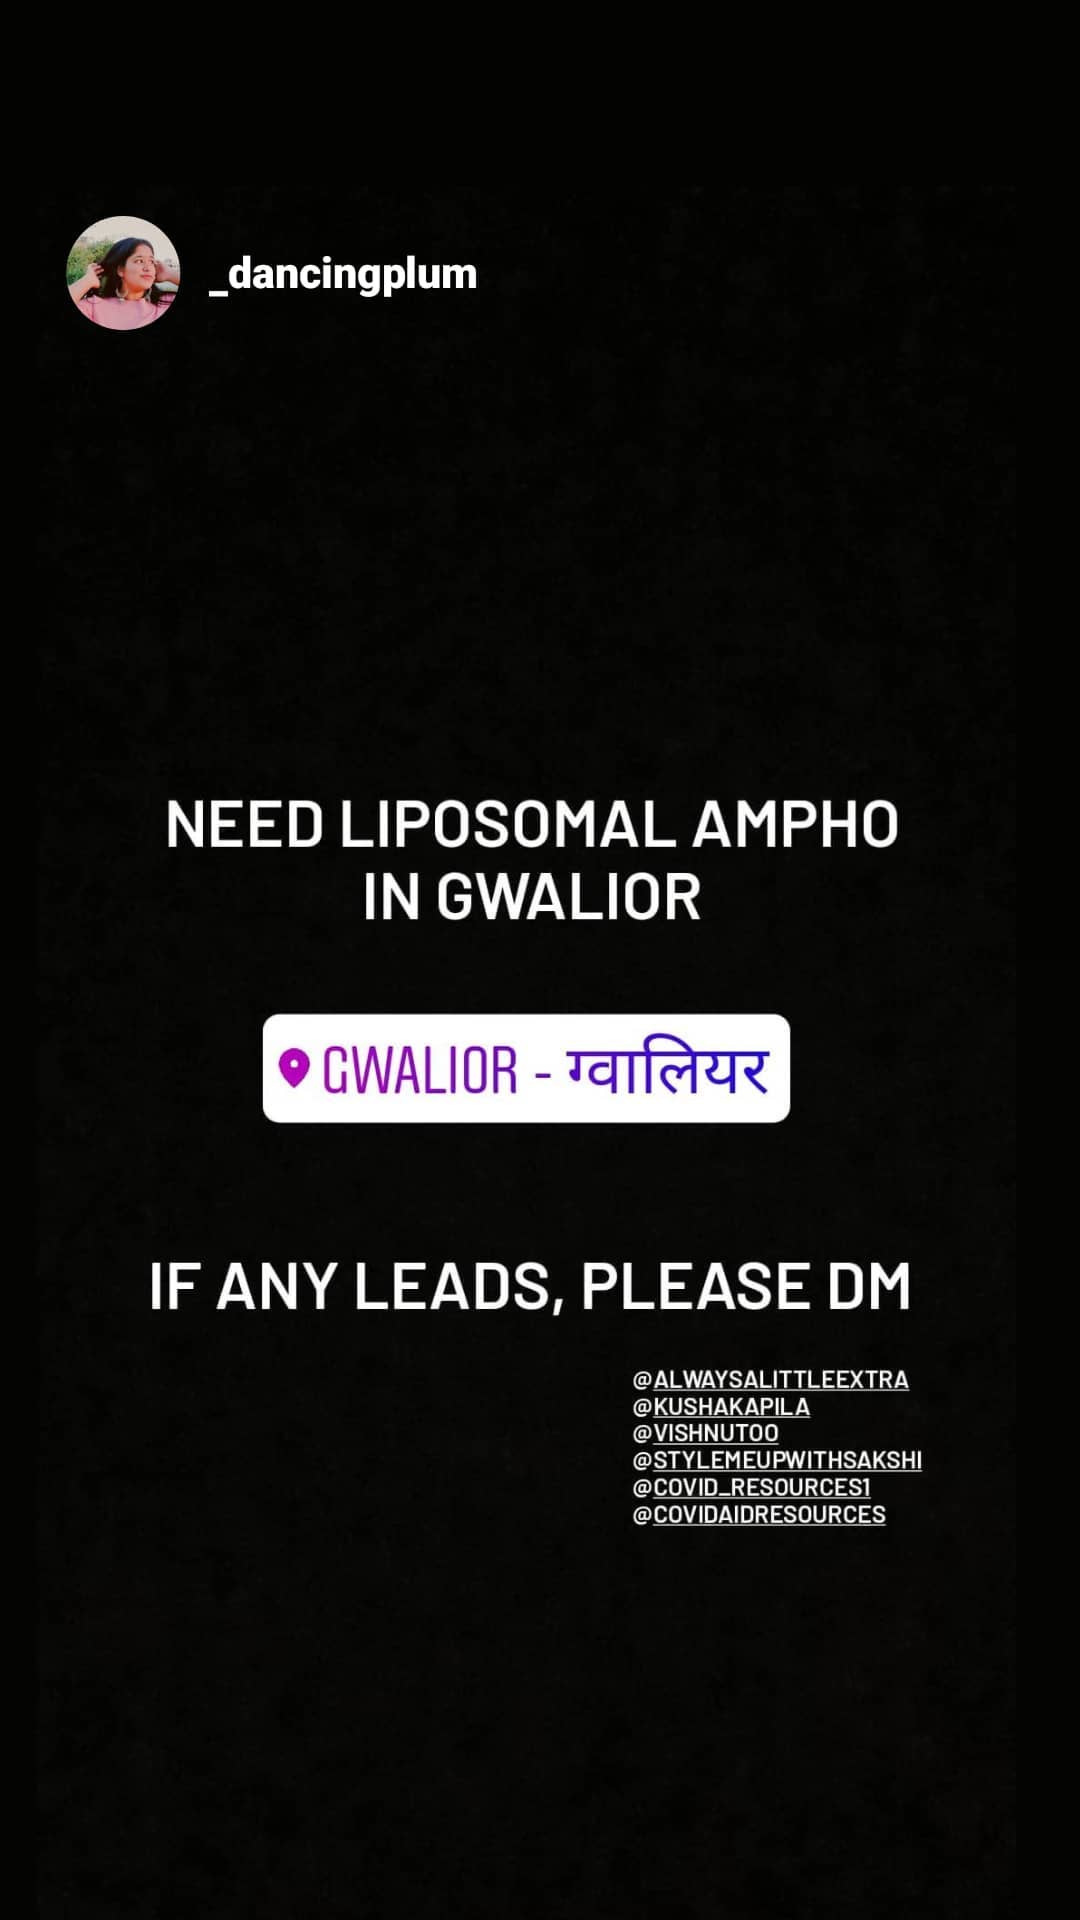 _dancingplum
NEED LIPOSOMAL AMPHO
IN GWALIOR
GWALIOR - ग्वालियर
IF ANY LEADS, PLEASE DM
@ALWAYSALITTLEEXTRA
@KUSHAKAPILA
@VISHNUTOO
@STYLEMEUPWITHSAKSHI
@COVID_RESOURCES1
@COVIDAIDRESOURCES